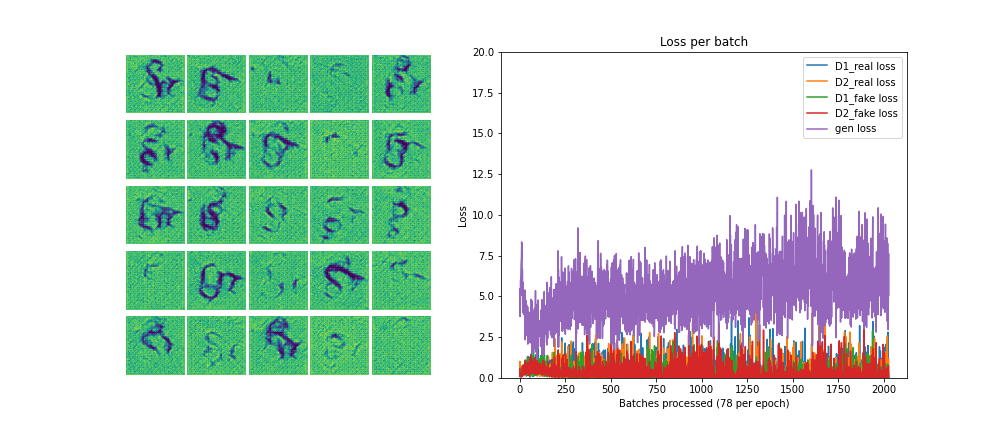 Loss per batch
20.0
17.5
15.0
12.5
10.0
7.5
5.0
2.5
0.0
Loss
D1_real loss
D2_real loss
D1_fake loss
D2_fake loss
gen loss
0 250 500 750 1000 1250 1500 1750 2000
Batches processed (78 per epoch)